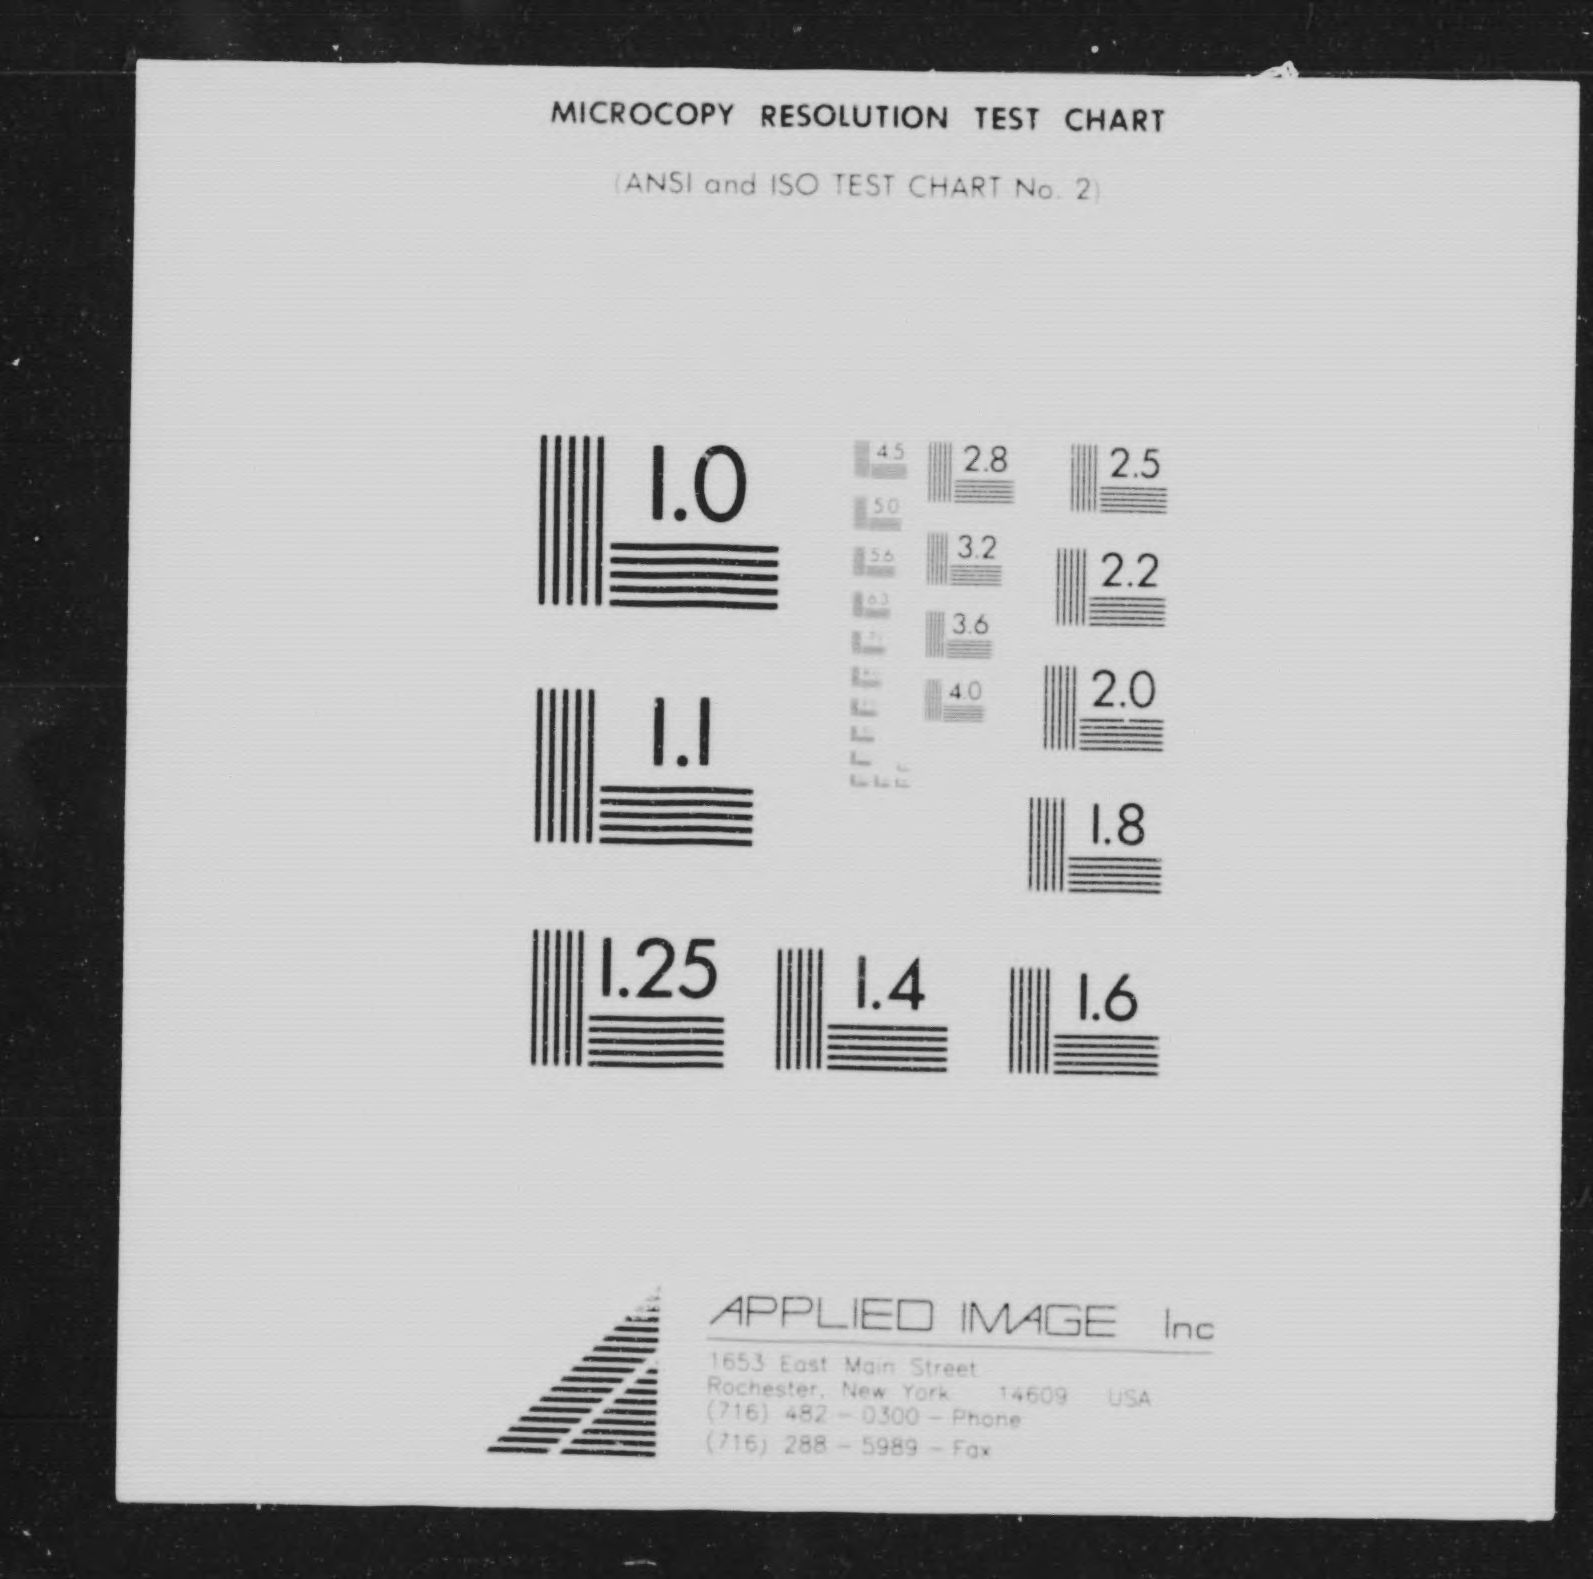 MICROCOPY RESOLUTION TEST CHART
(ANSI and ISO TEST CHART No. 2)
1.0
1.1
1.25
1.4
1.6
1.8
2.0
2.2
2.5
2.8
3.2
3.6
4.0
4.5
5.0
5.6
6.3
APPLIED IMAGE Inc
1653 East Main Street
Rochester, New York 14609 USA
(716) 482 - 0300 - Phone
(716) 288 - 5989 - Fax